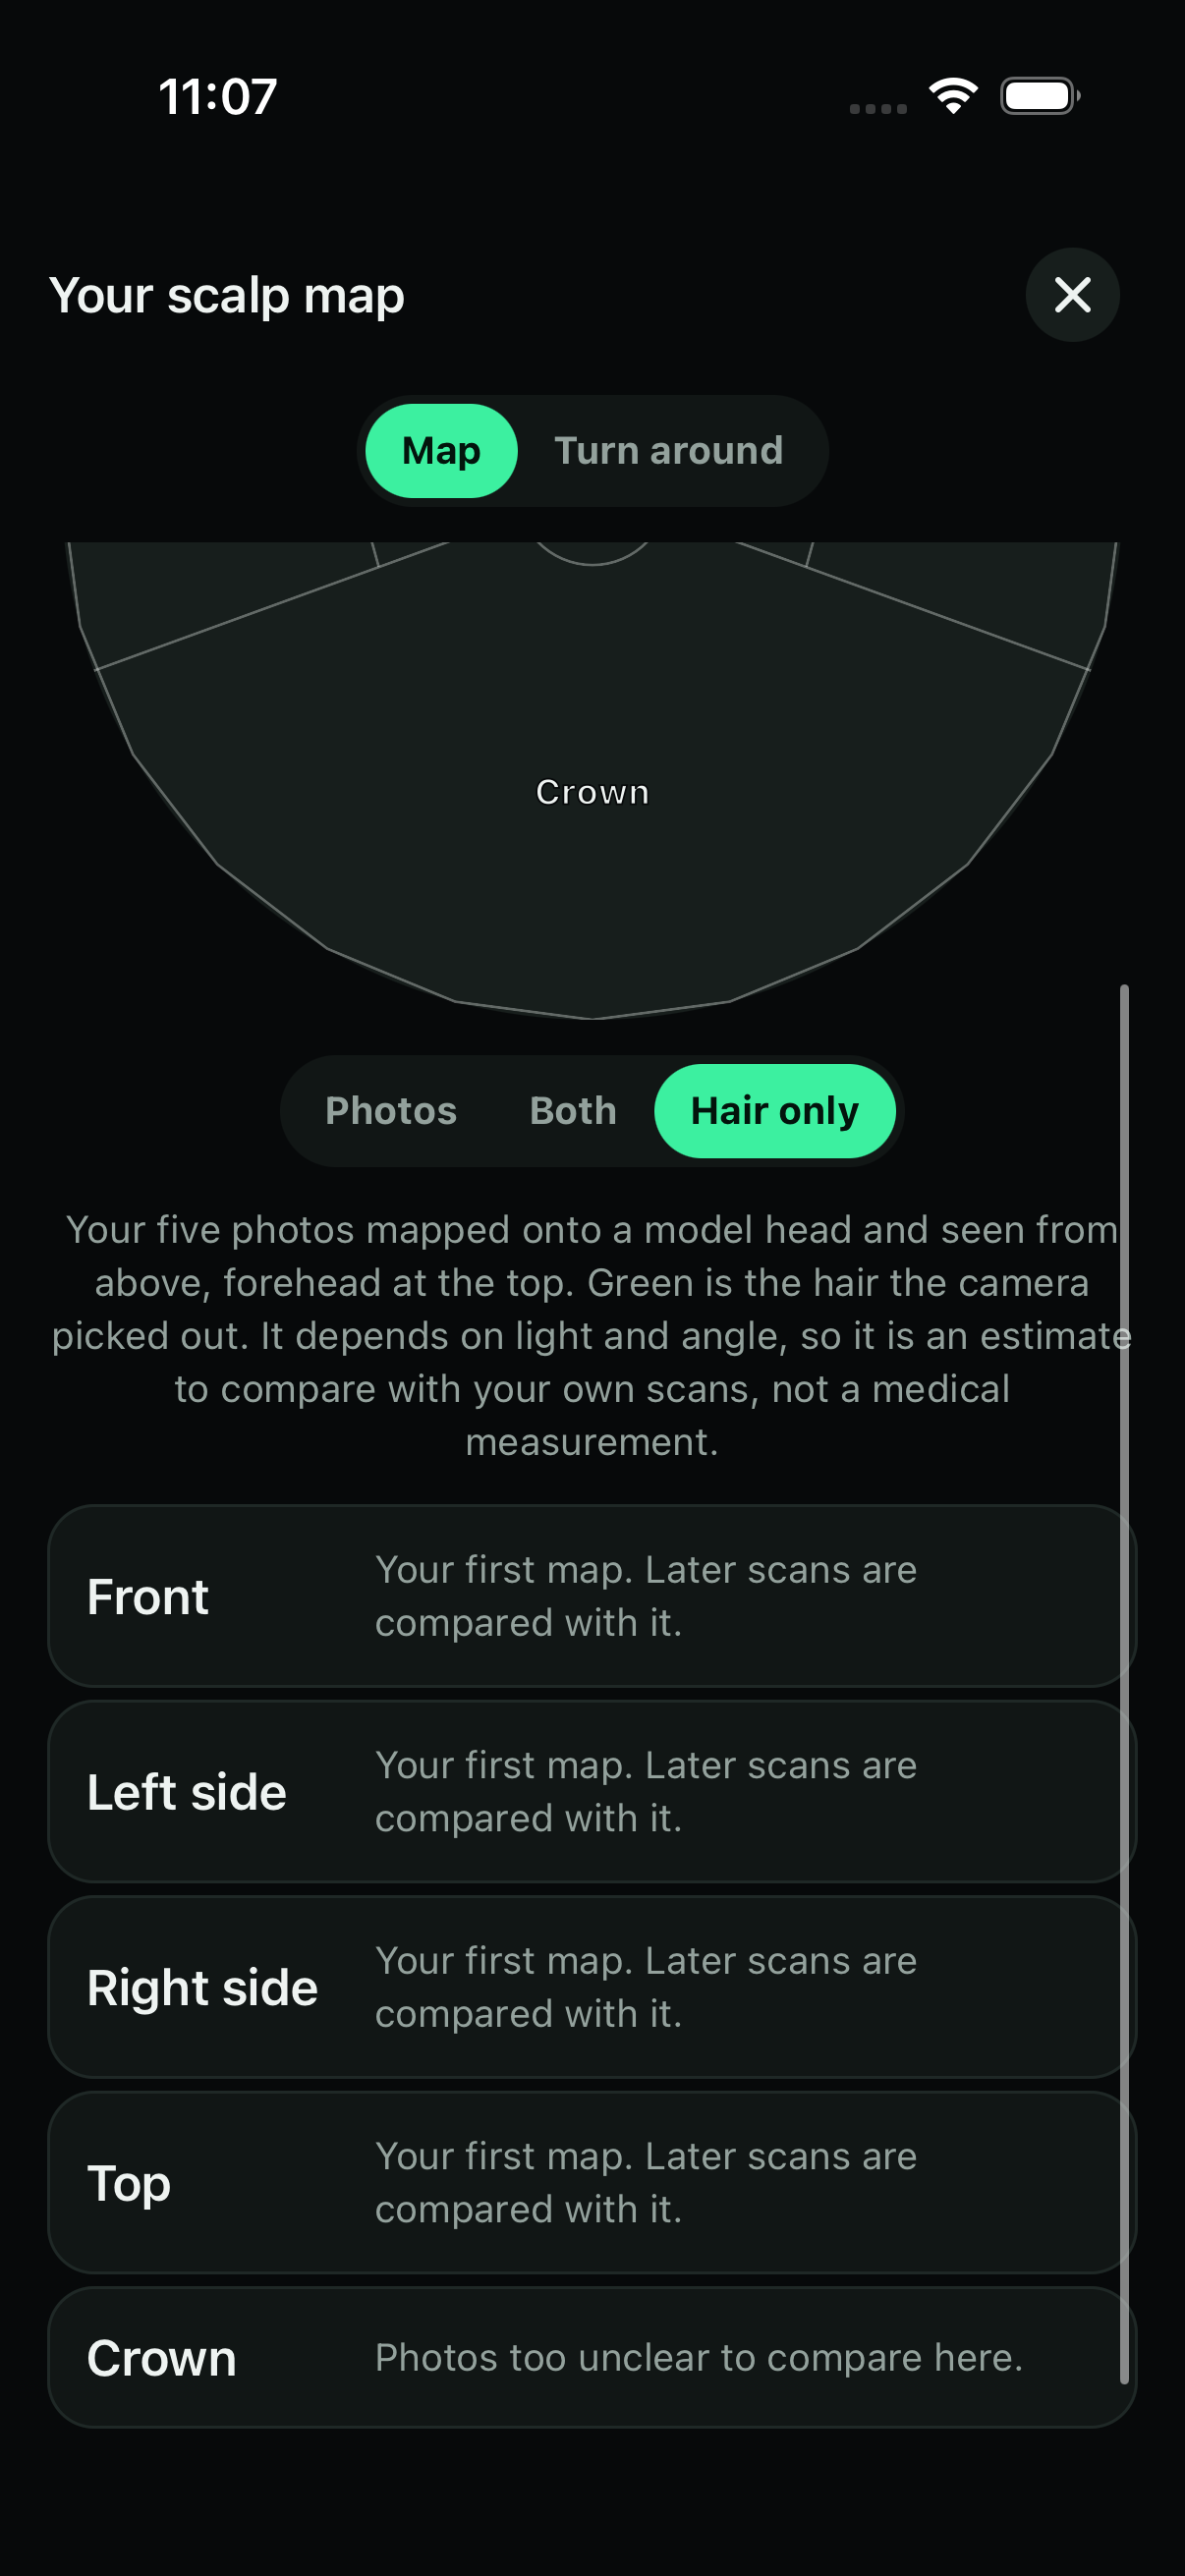 11:07
Your scalp map
Map
Turn around
Crown
Photos
Both
Hair only
Your five photos mapped onto a model head and seen from
above, forehead at the top. Green is the hair the camera
picked out. It depends on light and angle, so it is an estimate
to compare with your own scans, not a medical
measurement.
Front
Your first map. Later scans are
compared with it.
Left side
Your first map. Later scans are
compared with it.
Right side
Your first map. Later scans are
compared with it.
Top
Your first map. Later scans are
compared with it.
Crown
Photos too unclear to compare here.